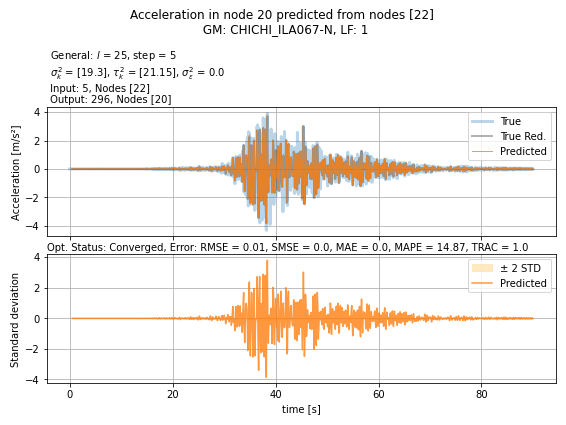 Acceleration in node 20 predicted from nodes [22]
GM: CHICHI_ILA067-N, LF: 1
General: l = 25, step = 5
σ²ₖ = [19.3], τ²ₖ = [21.15], σ²ε = 0.0
Input: 5, Nodes [22]
Output: 296, Nodes [20]
Acceleration [m/s²]
4
2
0
−2
−4
True
True Red.
Predicted
Opt. Status: Converged, Error: RMSE = 0.01, SMSE = 0.0, MAE = 0.0, MAPE = 14.87, TRAC = 1.0
Standard deviation
4
2
0
−2
−4
± 2 STD
Predicted
0 20 40 60 80
time [s]